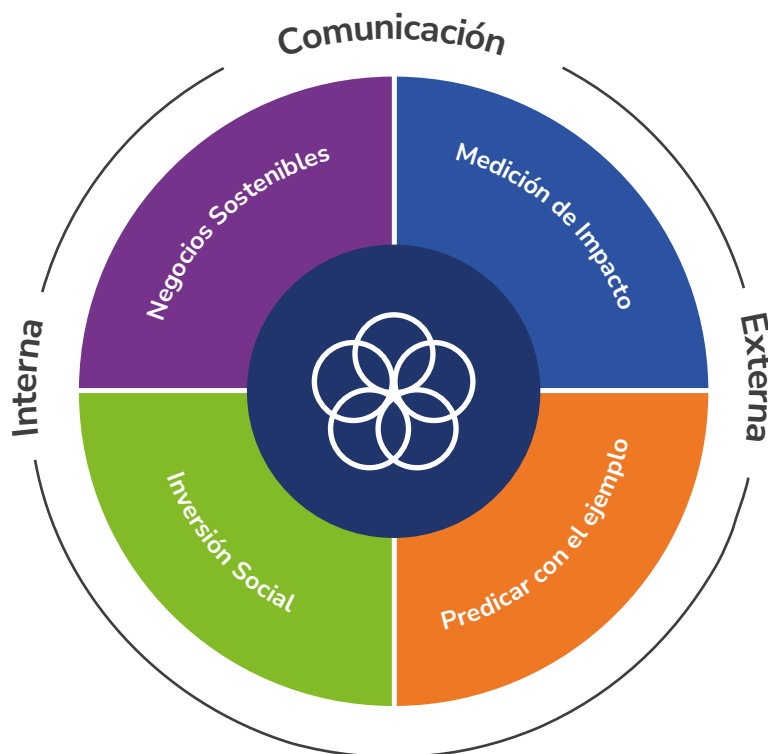 Comunicación
Negocios Sostenibles
Medición de Impacto
Interna
Externa
Inversión Social
Predicar con el ejemplo